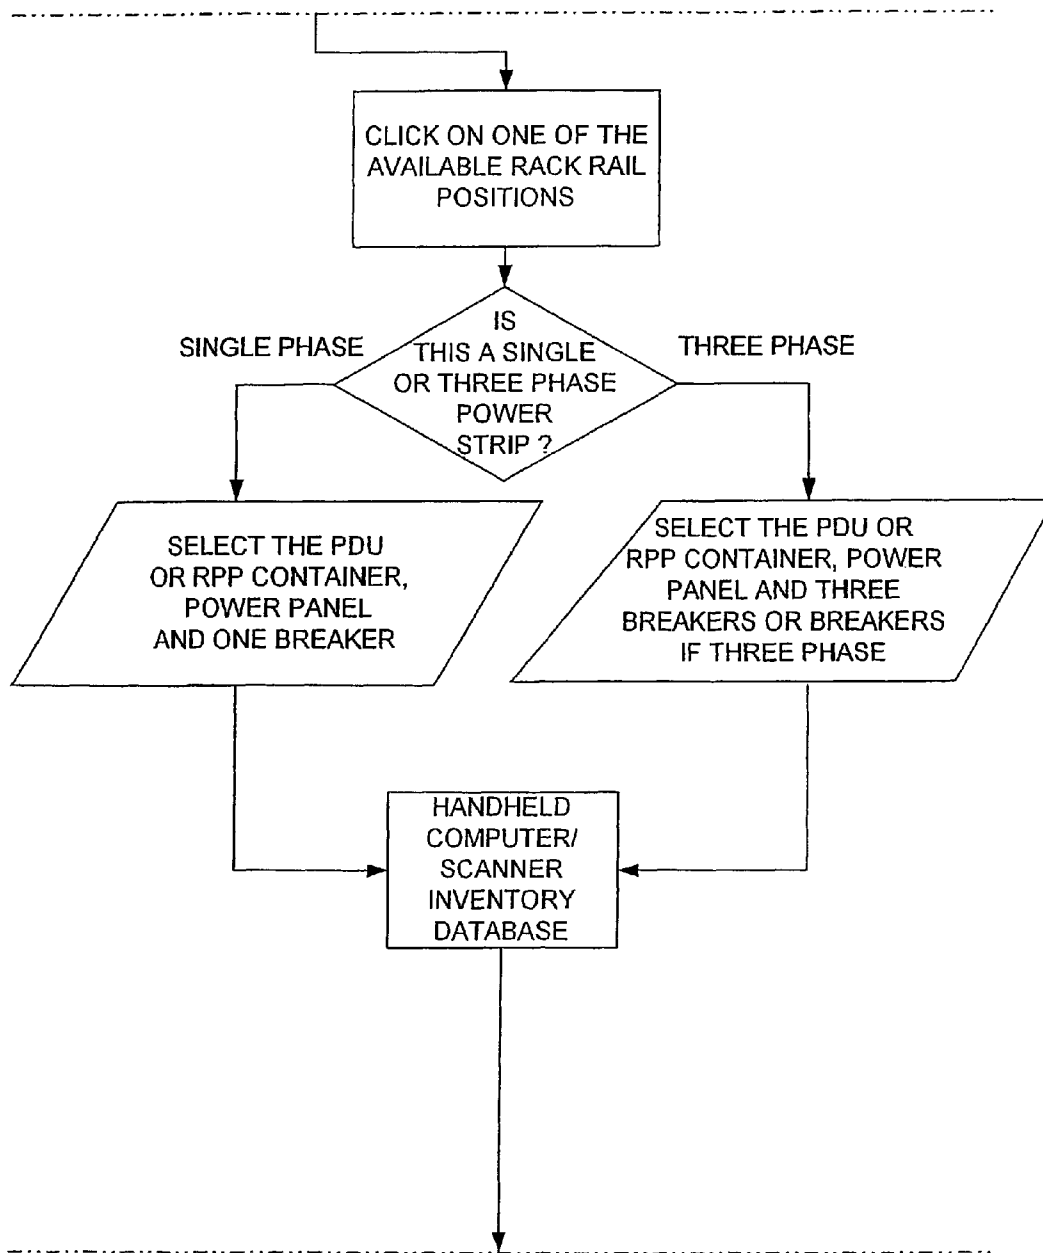 CLICK ON ONE OF THE
AVAILABLE RACK RAIL
POSITIONS
IS
THIS A SINGLE
OR THREE PHASE
POWER
STRIP ?
SINGLE PHASE
THREE PHASE
SELECT THE PDU
OR RPP CONTAINER,
POWER PANEL
AND ONE BREAKER
SELECT THE PDU OR
RPP CONTAINER, POWER
PANEL AND THREE
BREAKERS OR BREAKERS
IF THREE PHASE
HANDHELD
COMPUTER/
SCANNER
INVENTORY
DATABASE